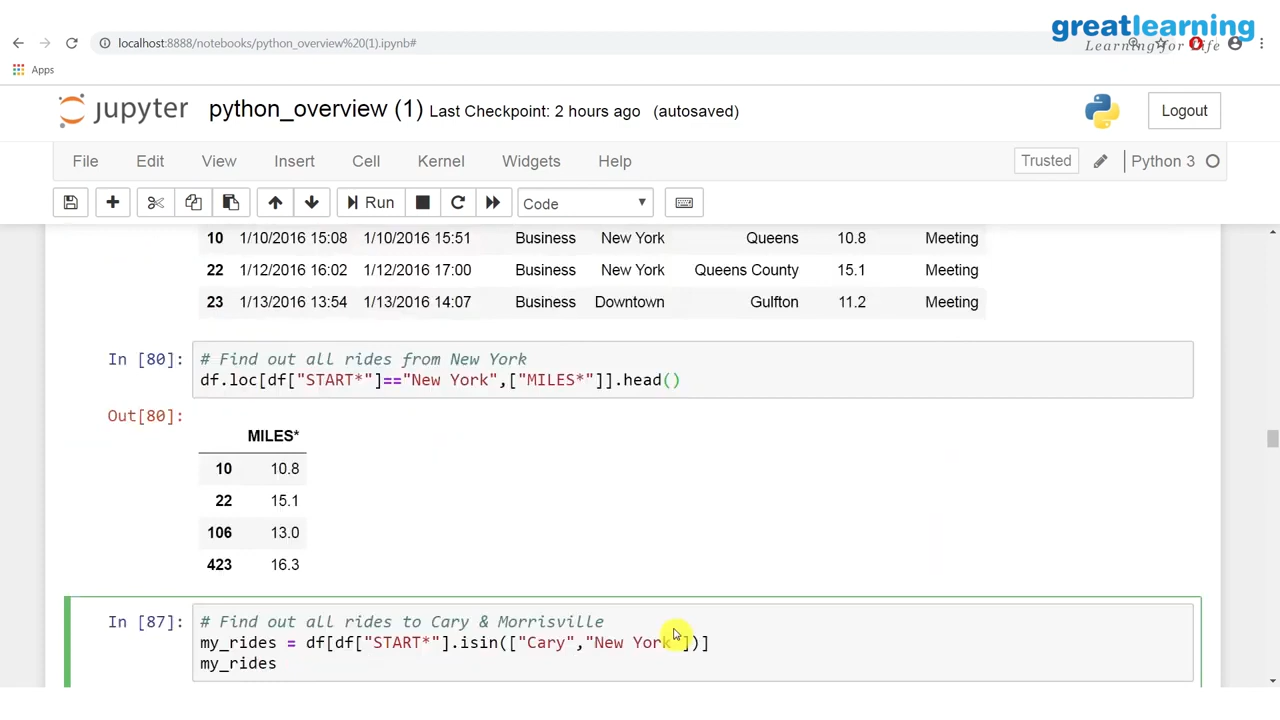 greatlearning
Learning for Life
localhost:8888/notebooks/python_overview%20(1).ipynb#
Apps
jupyter python_overview (1) Last Checkpoint: 2 hours ago (autosaved)
Logout
File Edit View Insert Cell Kernel Widgets Help
Trusted Python 3
Run Code
10 1/10/2016 15:08 1/10/2016 15:51 Business New York Queens 10.8 Meeting
22 1/12/2016 16:02 1/12/2016 17:00 Business New York Queens County 15.1 Meeting
23 1/13/2016 13:54 1/13/2016 14:07 Business Downtown Gulfton 11.2 Meeting
In [80]: # Find out all rides from New York
df.loc[df["START*"]=="New York",["MILES*"]].head()
Out[80]:
MILES*
10 10.8
22 15.1
106 13.0
423 16.3
In [87]: # Find out all rides to Cary & Morrisville
my_rides = df[df["START*"].isin(["Cary","New York"])]
my_rides